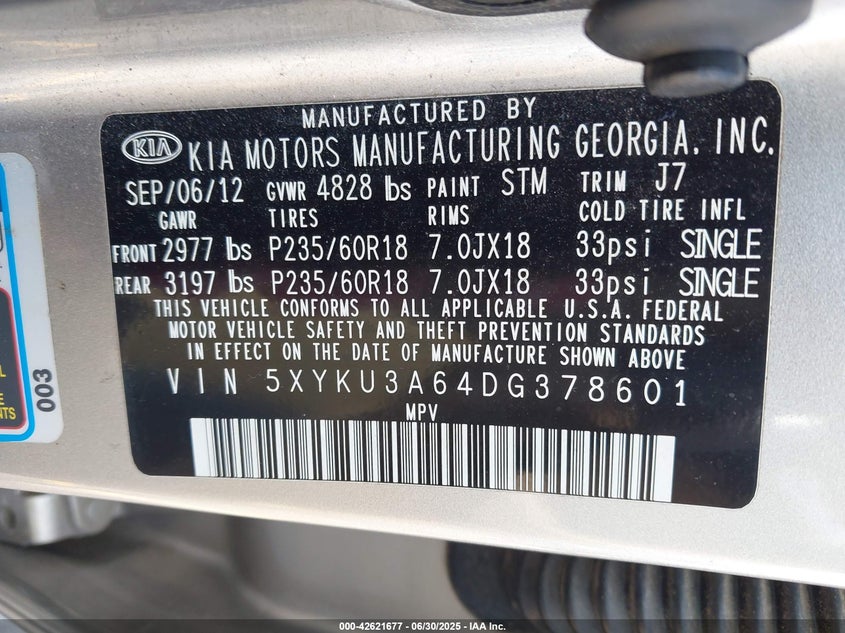 MANUFACTURED BY
KIA KIA MOTORS MANUFACTURING GEORGIA. INC.
SEP/06/12 GVWR 4828 lbs PAINT STM TRIM J7
GAWR TIRES RIMS COLD TIRE INFL
FRONT 2977 lbs P235/60R18 7.0JX18 33psi SINGLE
REAR 3197 lbs P235/60R18 7.0JX18 33psi SINGLE
THIS VEHICLE CONFORMS TO ALL APPLICABLE U.S.A. FEDERAL
MOTOR VEHICLE SAFETY AND THEFT PREVENTION STANDARDS
IN EFFECT ON THE DATE OF MANUFACTURE SHOWN ABOVE
VIN 5XYKU3A64DG378601
MPV
003
000-42621677 - 06/30/2025 - IAA Inc.